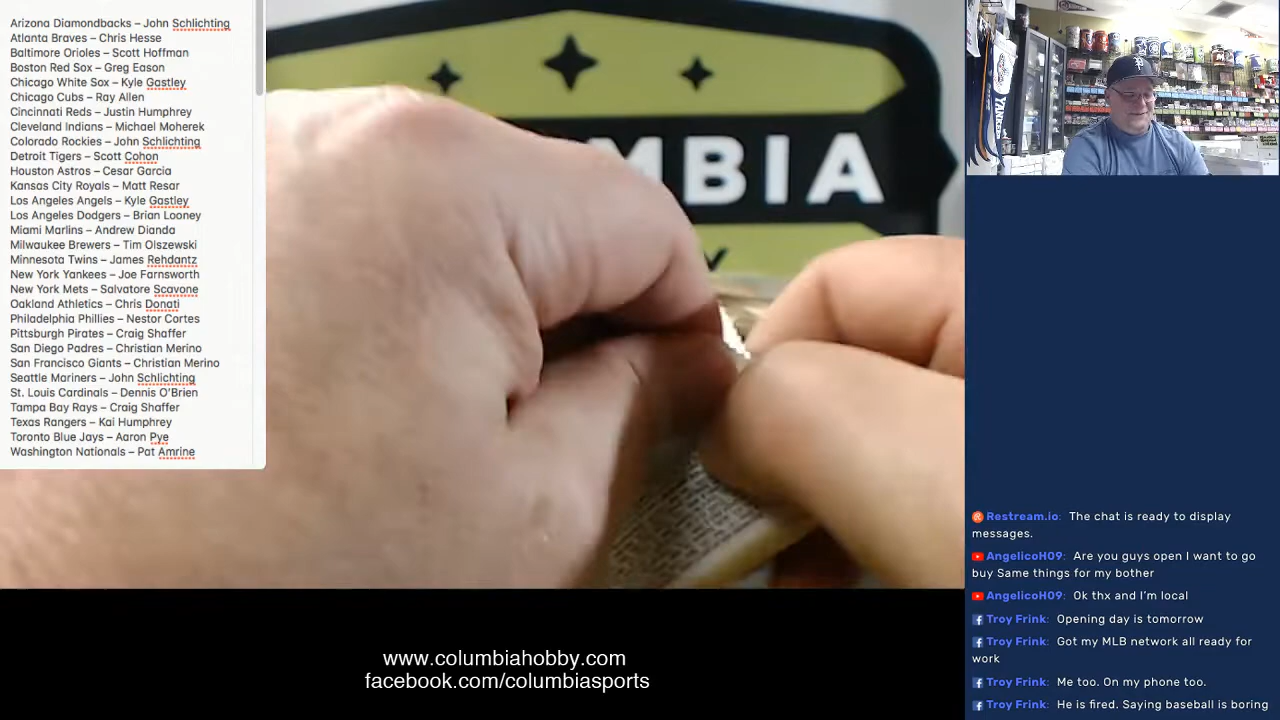 Arizona Diamondbacks – John Schlichting
Atlanta Braves – Chris Hesse
Baltimore Orioles – Scott Hoffman
Boston Red Sox – Greg Eason
Chicago White Sox – Kyle Gastley
Chicago Cubs – Ray Allen
Cincinnati Reds – Justin Humphrey
Cleveland Indians – Michael Moherek
Colorado Rockies – John Schlichting
Detroit Tigers – Scott Cohon
Houston Astros – Cesar Garcia
Kansas City Royals – Matt Resar
Los Angeles Angels – Kyle Gastley
Los Angeles Dodgers – Brian Looney
Miami Marlins – Andrew Dianda
Milwaukee Brewers – Tim Olszewski
Minnesota Twins – James Rehdantz
New York Yankees – Joe Farnsworth
New York Mets – Salvatore Scavone
Oakland Athletics – Chris Donati
Philadelphia Phillies – Nestor Cortes
Pittsburgh Pirates – Craig Shaffer
San Diego Padres – Christian Merino
San Francisco Giants – Christian Merino
Seattle Mariners – John Schlichting
St. Louis Cardinals – Dennis O'Brien
Tampa Bay Rays – Craig Shaffer
Texas Rangers – Kai Humphrey
Toronto Blue Jays – Aaron Pye
Washington Nationals – Pat Amrine
MBIA
www.columbiahobby.com
facebook.com/columbiasports
Restream.io: The chat is ready to display
messages.
AngelicoH09: Are you guys open I want to go
buy Same things for my bother
AngelicoH09: Ok thx and I'm local
Troy Frink: Opening day is tomorrow
Troy Frink: Got my MLB network all ready for
work
Troy Frink: Me too. On my phone too.
Troy Frink: He is fired. Saying baseball is boring